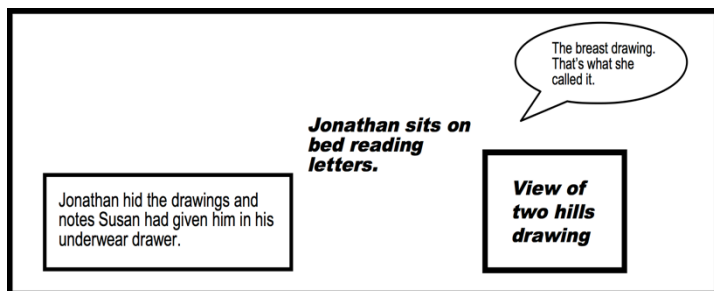 The breast drawing.
That's what she
called it.
Jonathan sits on
bed reading
letters.
Jonathan hid the drawings and
notes Susan had given him in his
underwear drawer.
View of
two hills
drawing